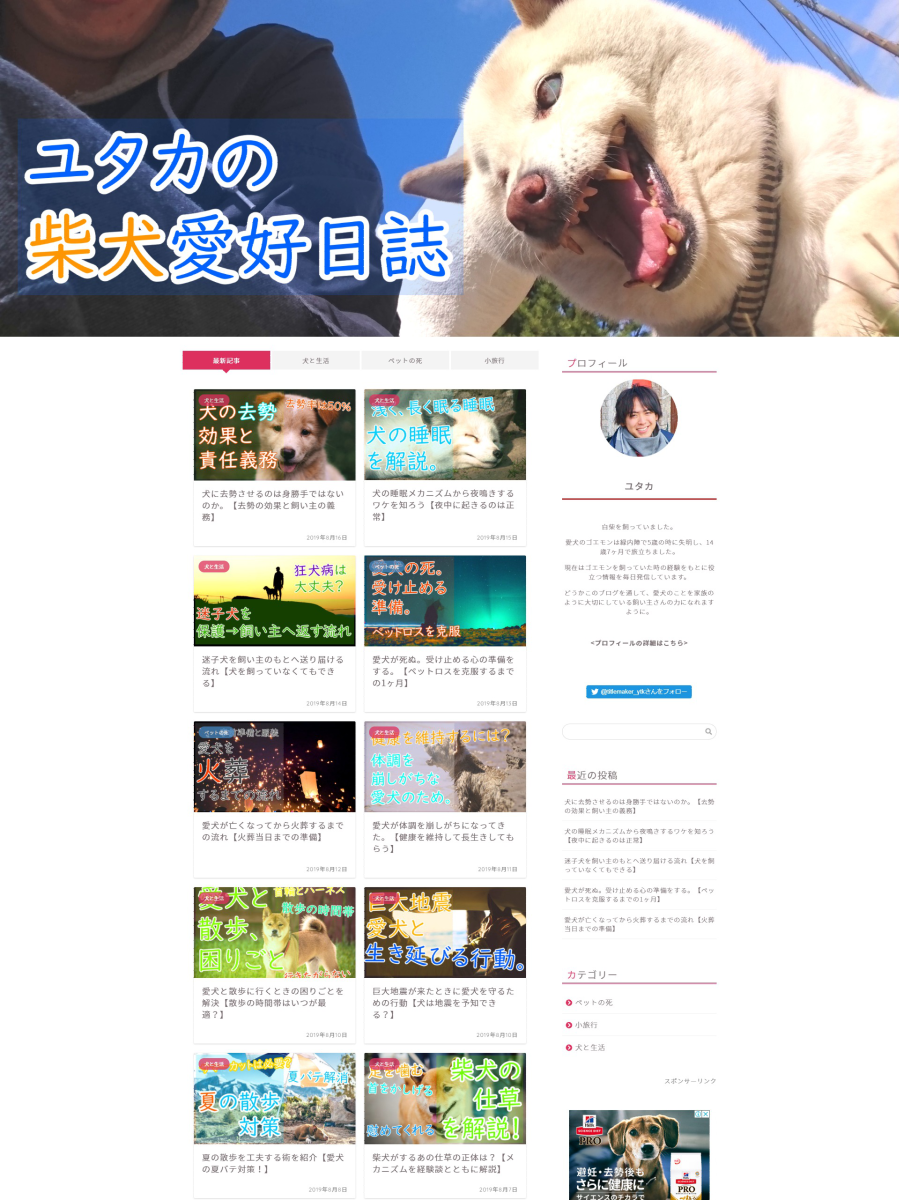 ユタカの
柴犬愛好日誌
最新記事
犬と生活
ペットの死
小旅行
犬と生活
犬の去勢
去勢手術は50%
効果と
責任義務
犬に去勢させるのは身勝手ではない
のか。【去勢の効果と飼い主の義
務】
2019年8月16日
犬と生活
浅く、長く眠る睡眠
犬の睡眠
を解説。
犬の睡眠メカニズムから夜鳴きする
ワケを知ろう【夜中に起きるのは正
常】
2019年8月15日
犬と生活
狂犬病は
大丈夫？
迷子犬を
保護→飼い主へ返す流れ
迷子犬を飼い主のもとへ送り届ける
流れ【犬を飼っていなくてもでき
る】
2019年8月14日
ペットの死
愛犬の死。
受け止める
準備。
ペットロスを克服
愛犬が死ぬ。受け止める心の準備を
する。【ペットロスを克服するまで
の1ヶ月】
2019年8月13日
ペットの死
愛犬を
火葬
するまでの流れ
愛犬が亡くなってから火葬するまで
の流れ【火葬当日までの準備】
2019年8月12日
犬と生活
健康を維持するには？
体調を
崩しがちな
愛犬のため。
愛犬が体調を崩しがちになってき
た。【健康を維持して長生きしても
らう】
2019年8月11日
犬と生活
愛犬と
首輪とハーネス
散歩の時間帯
散歩、
困りごと
愛犬と散歩に行くときの困りごとを
解決【散歩の時間帯はいつが最
適？】
2019年8月10日
犬と生活
巨大地震
愛犬と
生き延びる行動。
巨大地震が来たときに愛犬を守るた
めの行動【犬は地震を予知でき
る？】
2019年8月10日
犬と生活
カットは必要
夏バテ解消
夏の散歩
対策
夏の散歩を工夫する術を紹介【愛犬
の夏バテ対策！】
2019年8月8日
犬と生活
足を噛む
首をかしげる
慰めてくれる
柴犬の
仕草
を解説！
柴犬がするあの仕草の正体は？【メ
カニズムを経験談とともに解説】
2019年8月7日
プロフィール
ユタカ
白柴を飼っていました。
愛犬のゴエモンは緑内障で5歳の時に失明し、14
歳7ヶ月で旅立ちました。
現在はゴエモンを飼っていた時の経験をもとに役
立つ情報を毎日発信しています。
どうかこのブログを通して、愛犬のことを家族の
ように大切にしている飼い主さんの力になれます
ように。
<プロフィールの詳細はこちら>
@titlemaker_ytkさんをフォロー
最近の投稿
犬に去勢させるのは身勝手ではないのか。【去勢
の効果と飼い主の義務】
犬の睡眠メカニズムから夜鳴きするワケを知ろう
【夜中に起きるのは正常】
迷子犬を飼い主のもとへ送り届ける流れ【犬を飼
っていなくてもできる】
愛犬が死ぬ。受け止める心の準備をする。【ペッ
トロスを克服するまでの1ヶ月】
愛犬が亡くなってから火葬するまでの流れ【火葬
当日までの準備】
カテゴリー
ペットの死
小旅行
犬と生活
スポンサーリンク
Hill's
SCIENCE DIET
PRO
避妊・去勢後も
さらに健康に
サイエンスのチカラで
PRO